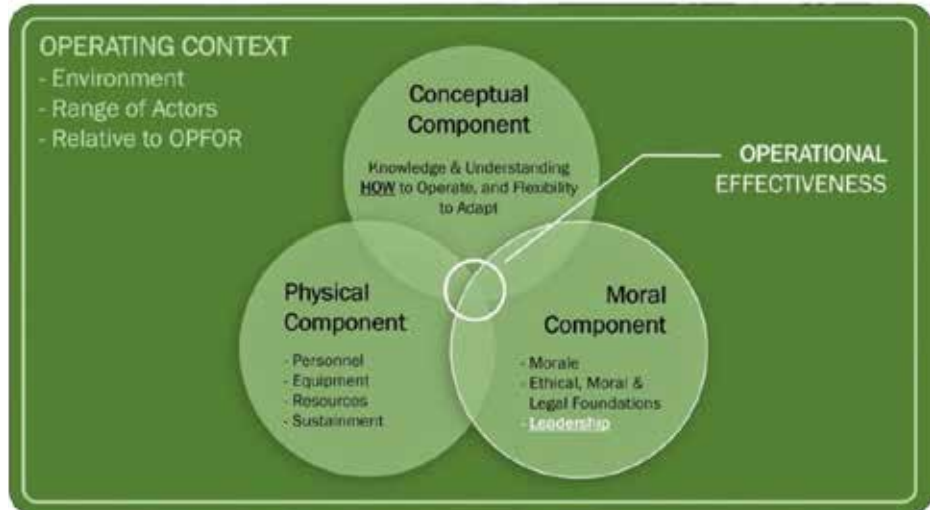 OPERATING CONTEXT
- Environment
- Range of Actors
- Relative to OPFOR
Conceptual
Component
Knowledge & Understanding
HOW to Operate, and Flexibility
to Adapt
OPERATIONAL
EFFECTIVENESS
Physical
Component
- Personnel
- Equipment
- Resources
- Sustainment
Moral
Component
- Morale
- Ethical, Moral &
Legal Foundations
- Leadership